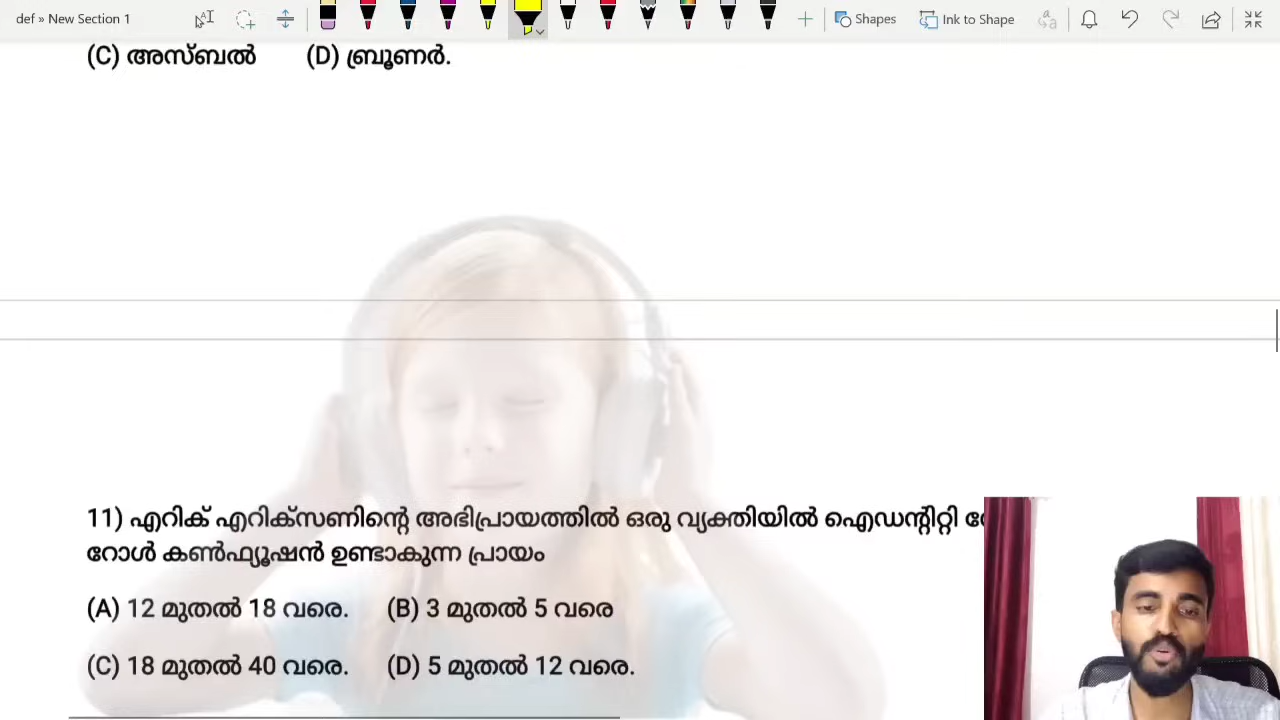 def » New Section 1
Shapes
Ink to Shape
(C) അസ്ബൽ (D) ബ്രൂണർ.
11) എറിക് എറിക്സണിന്റെ അഭിപ്രായത്തിൽ ഒരു വ്യക്തിയിൽ ഐഡന്റിറ്റി
റോൾ കൺഫ്യൂഷൻ ഉണ്ടാകുന്ന പ്രായം
(A) 12 മുതൽ 18 വരെ. (B) 3 മുതൽ 5 വരെ
(C) 18 മുതൽ 40 വരെ. (D) 5 മുതൽ 12 വരെ.